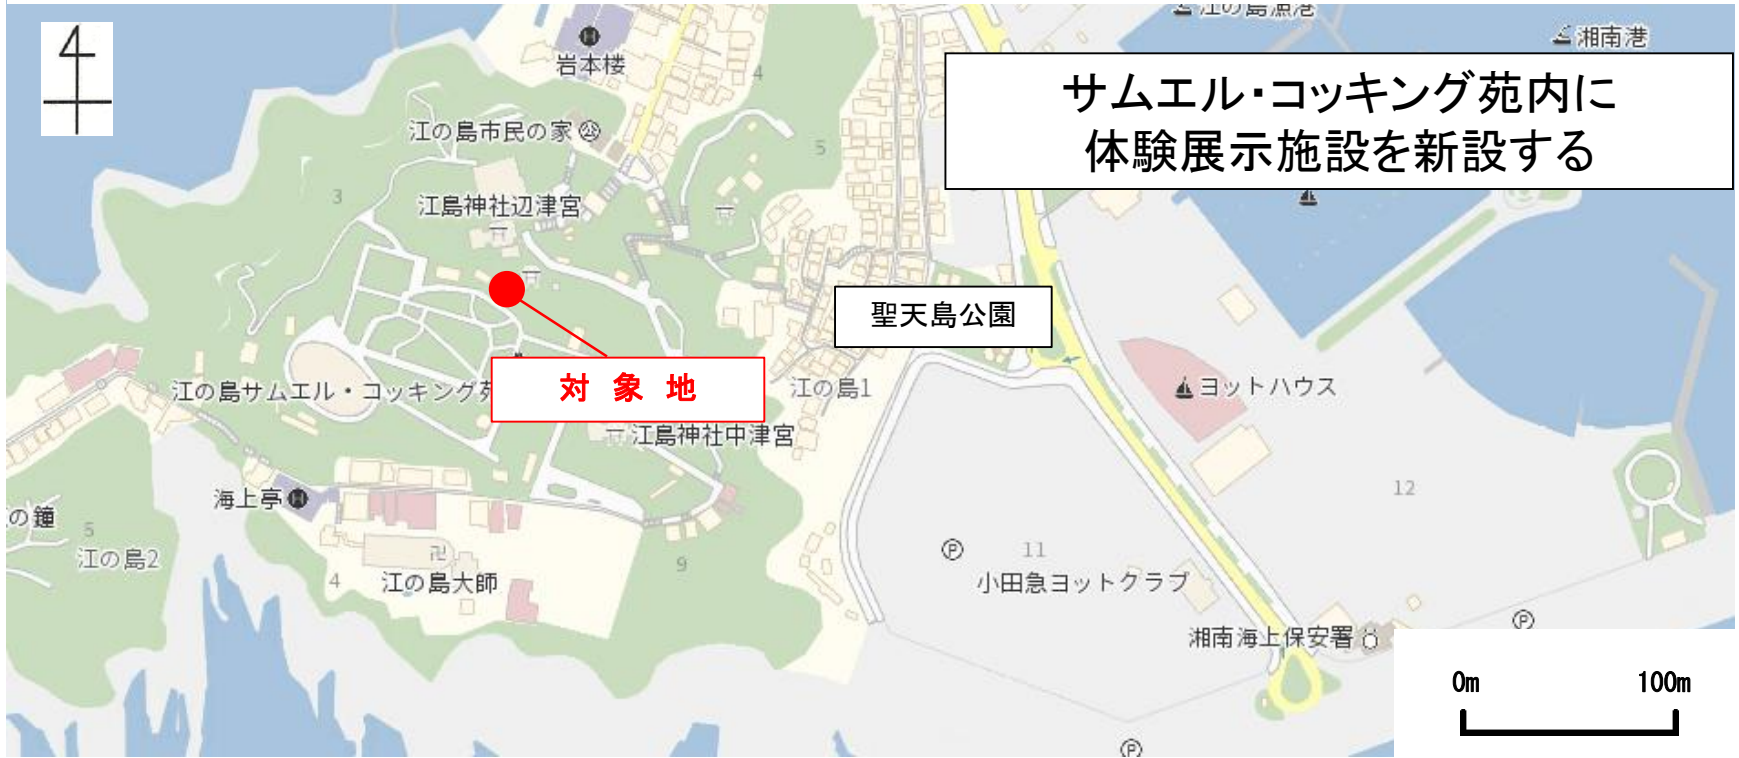 江の島漁港
湘南港
サムエル・コッキング苑内に
体験展示施設を新設する
岩本楼
4
江の島市民の家
5
3
江島神社辺津宮
聖天島公園
対象地
江の島サムエル・コッキング
江の島1
ヨットハウス
江島神社中津宮
海上亭
の鐘
5
江の島2
12
江の島大師
4
9
11
小田急ヨットクラブ
湘南海上保安署
P
P
P
0m 100m